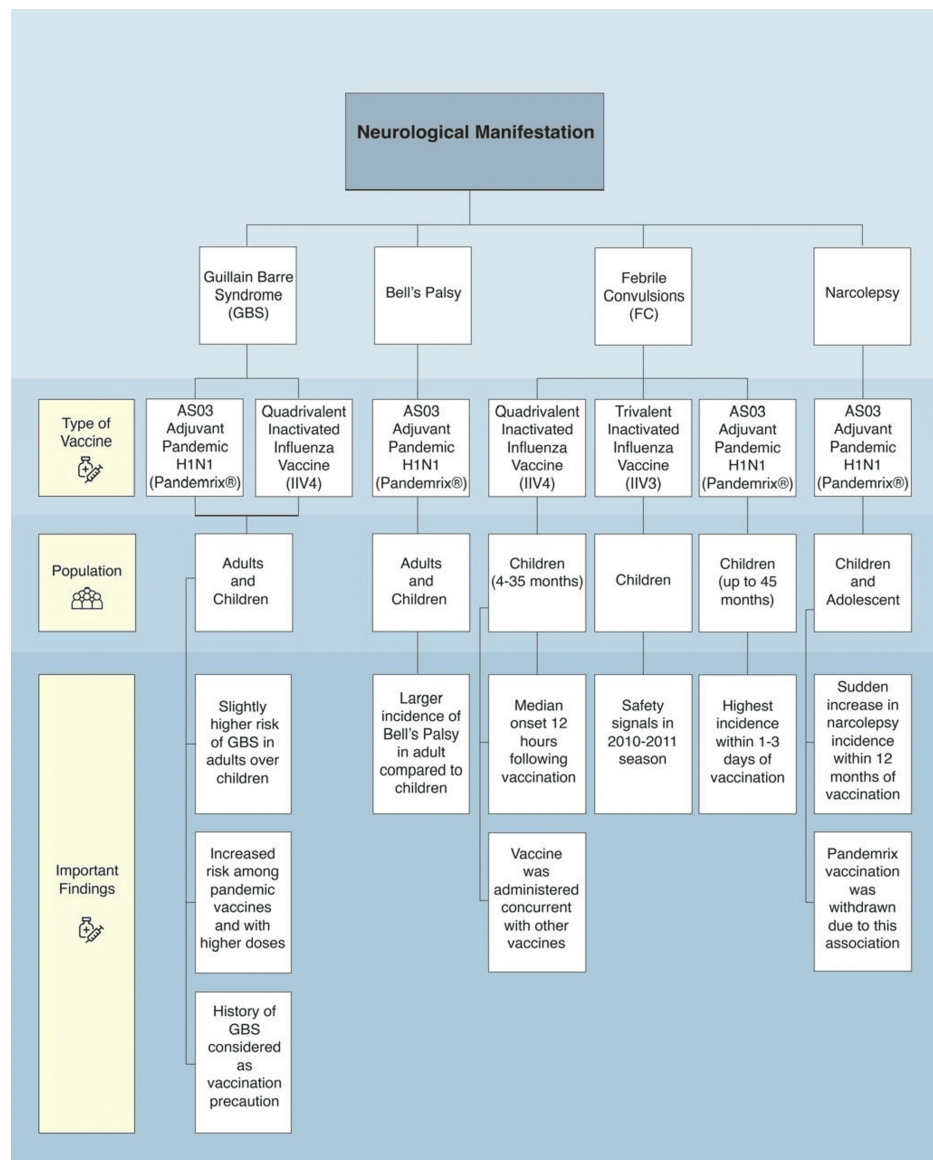 Neurological Manifestation
Guillain Barre
Syndrome
(GBS)
Bell’s Palsy
Febrile
Convulsions
(FC)
Narcolepsy
Type of
Vaccine
AS03
Adjuvant
Pandemic
H1N1
(Pandemrix®)
Quadrivalent
Inactivated
Influenza
Vaccine
(IIV4)
AS03
Adjuvant
Pandemic
H1N1
(Pandemrix®)
Quadrivalent
Inactivated
Influenza
Vaccine
(IIV4)
Trivalent
Inactivated
Influenza
Vaccine
(IIV3)
AS03
Adjuvant
Pandemic
H1N1
(Pandemrix®)
AS03
Adjuvant
Pandemic
H1N1
(Pandemrix®)
Population
Adults
and
Children
Adults
and
Children
Children
(4-35 months)
Children
Children
(up to 45
months)
Children
and
Adolescent
Important
Findings
Slightly
higher risk
of GBS in
adults over
children
Larger
incidence of
Bell’s Palsy
in adult
compared to
children
Median
onset 12
hours
following
vaccination
Safety
signals in
2010-2011
season
Highest
incidence
within 1-3
days of
vaccination
Sudden
increase in
narcolepsy
incidence
within 12
months of
vaccination
Increased
risk among
pandemic
vaccines
and with
higher doses
Vaccine
was
administered
concurrent
with other
vaccines
Pandemrix
vaccination
was
withdrawn
due to this
association
History of
GBS
considered
as
vaccination
precaution